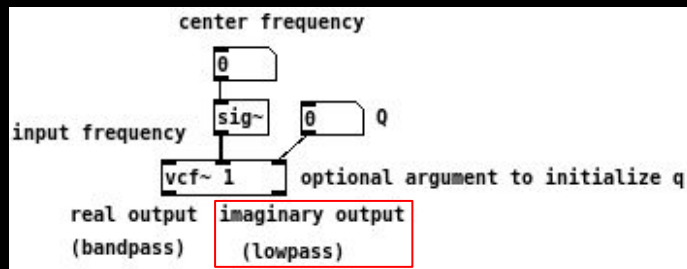 center frequency
0
sig~ 0 Q
input frequency
vcf~ 1 optional argument to initialize q
real output imaginary output
(bandpass) (lowpass)